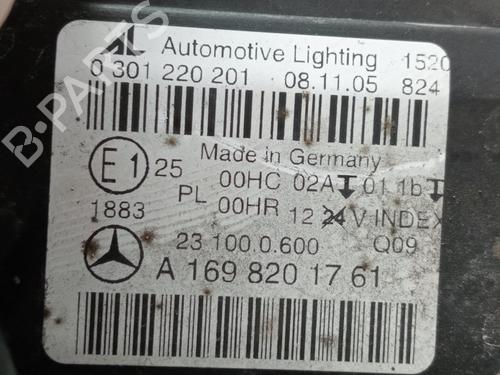 AL Automotive Lighting 1520
0 301 220 201 08.11.05 824
Made in Germany
E1 25 00HC 02A 01 1b
PL 00HR 12 24 V INDEX
1883
23 100 0.600 Q09
A 169 820 17 61
B-PARTS